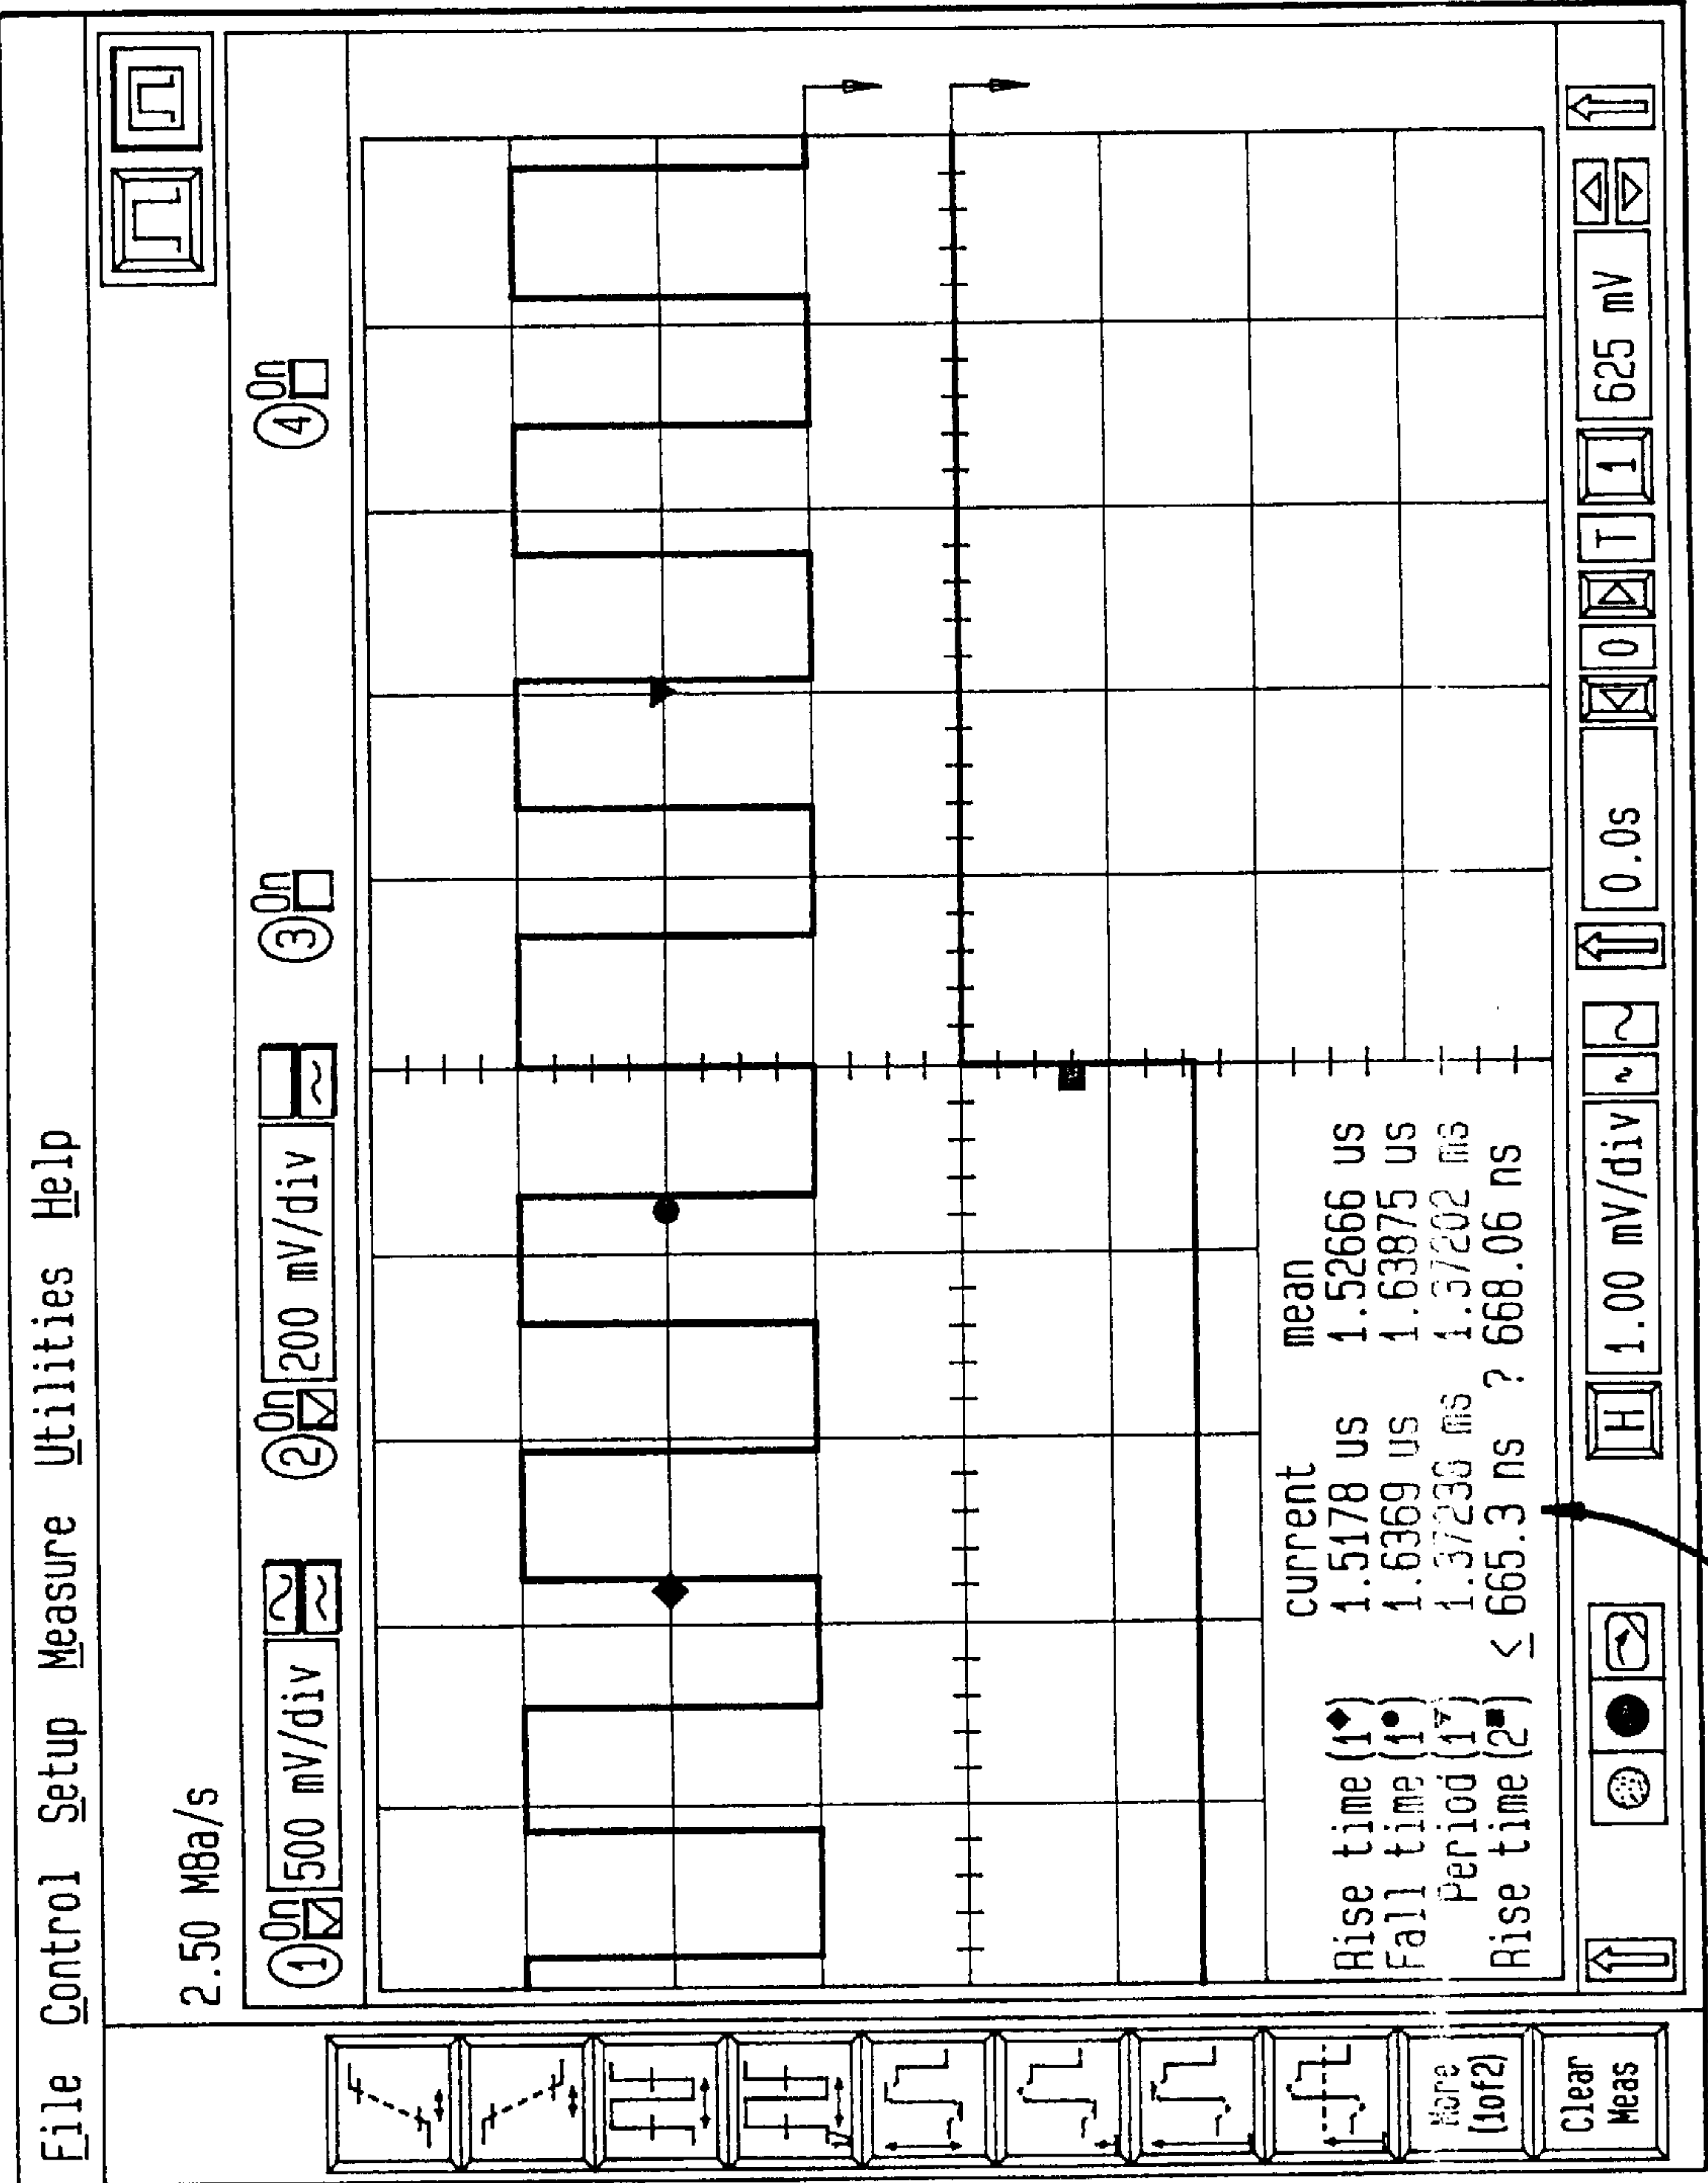 File Control Setup Measure Utilities Help
2.50 MBa/s
1 On 500 mV/div 2 On 200 mV/div 3 On 4 On
current mean
Rise time(1◆) 1.5178 us 1.52666 us
Fall time(1●) 1.6369 us 1.63875 us
Period(1▼) 1.37238 ms 1.37202 ms
Rise time(2■) ≤ 665.3 ns ? 668.06 ns
More
(1of2)
Clear
Meas
H 1.00 mV/div 0.0s 0 T 1 625 mV